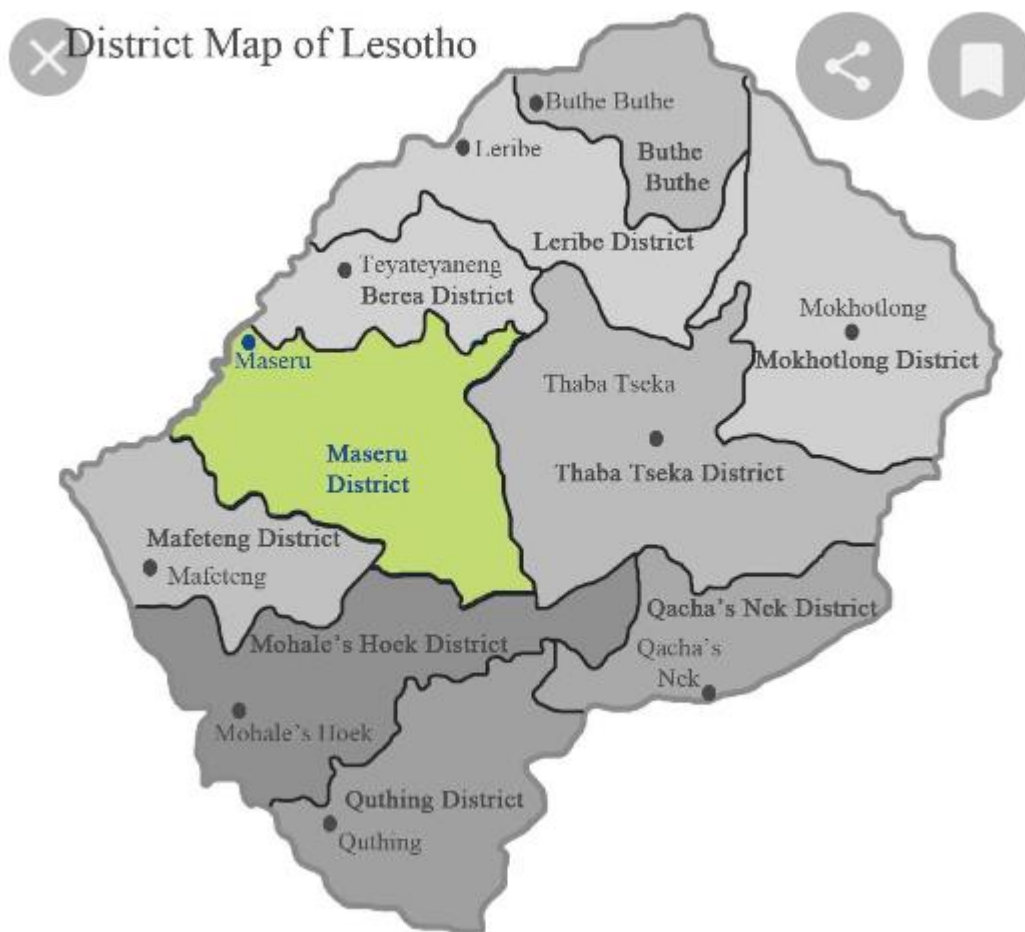 District Map of Lesotho
Buthe Buthe
Leribe
Buthe
Buthe
Leribe District
Teyateyaneng
Berea District
Mokhotlong
Mokhotlong District
Maseru
Thaba Tseka
Maseru
District
Thaba Tseka District
Mafeteng District
Mafeteng
Qacha's Nek District
Mohale's Hoek District
Qacha's
Nek
Mohale's Hoek
Quthing District
Quthing